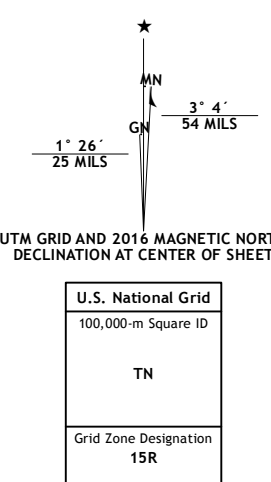 ★
MN
3° 4´
54 MILS
GN
1° 26´
25 MILS
UTM GRID AND 2016 MAGNETIC NORT
DECLINATION AT CENTER OF SHEET
U.S. National Grid
100,000-m Square ID
TN
Grid Zone Designation
15R